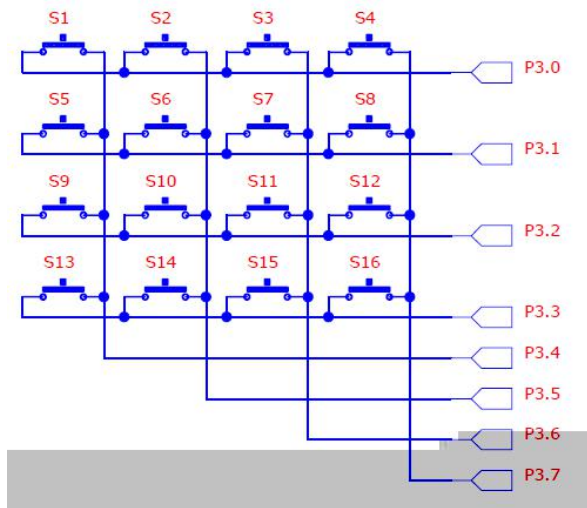 S1 S2 S3 S4
P3.0
S5 S6 S7 S8
P3.1
S9 S10 S11 S12
P3.2
S13 S14 S15 S16
P3.3
P3.4
P3.5
P3.6
P3.7